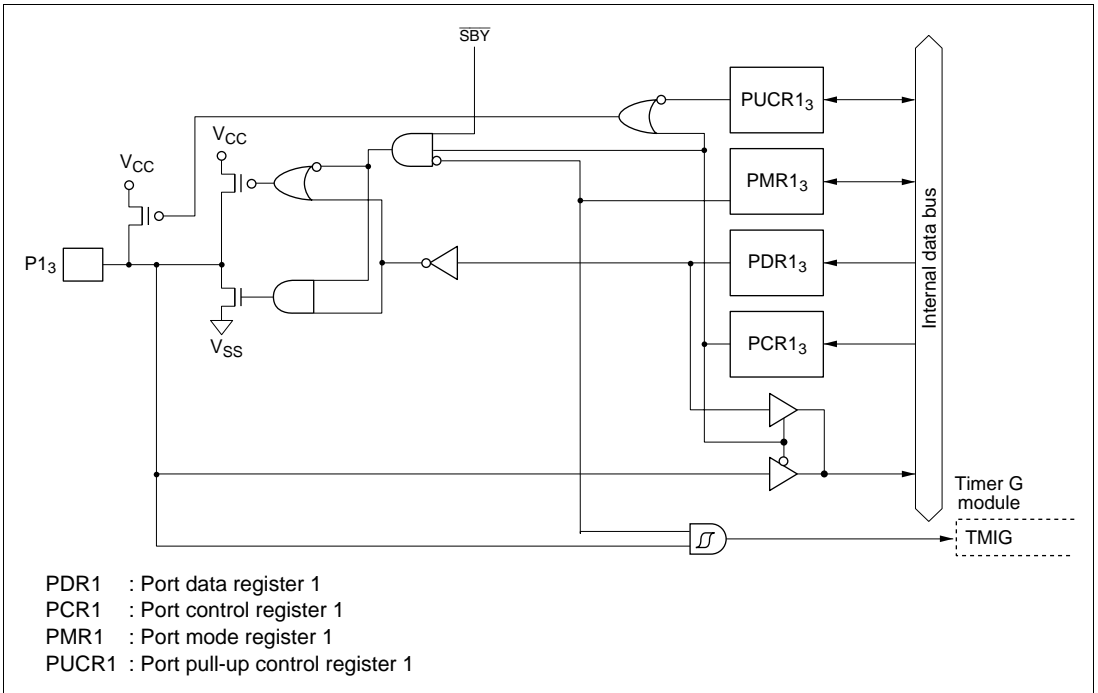 SBY
PUCR1₃
V_CC
V_CC
PMR1₃
P1₃
PDR1₃
V_SS
PCR1₃
Internal data bus
Timer G
module
TMIG
PDR1 : Port data register 1
PCR1 : Port control register 1
PMR1 : Port mode register 1
PUCR1 : Port pull-up control register 1